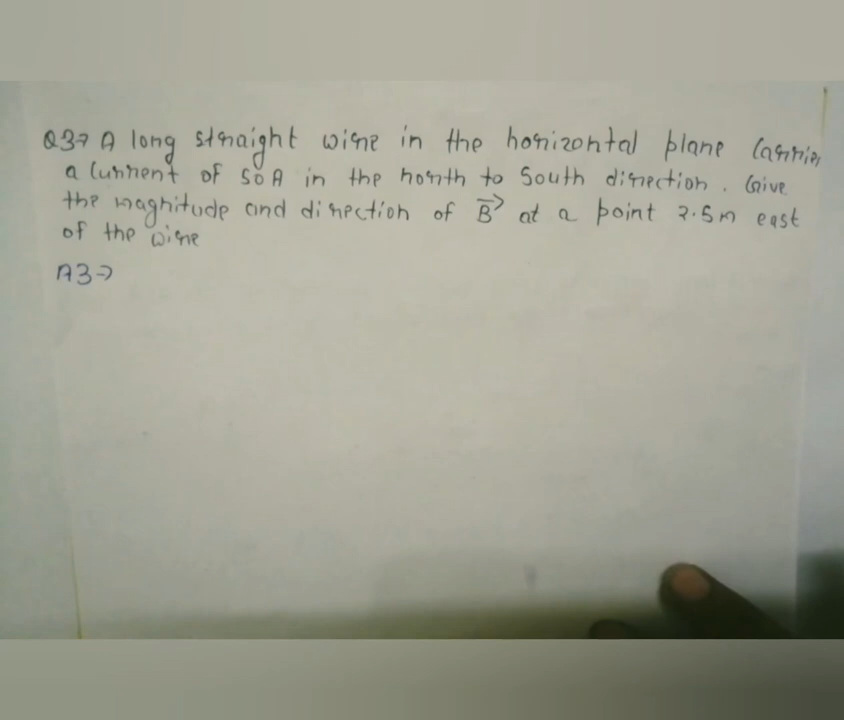 Q3→ A long straight wire in the horizontal plane carries
a current of 50A in the north to South direction. Give
the magnitude and direction of B→ at a point 2.5m east
of the wire
A3→